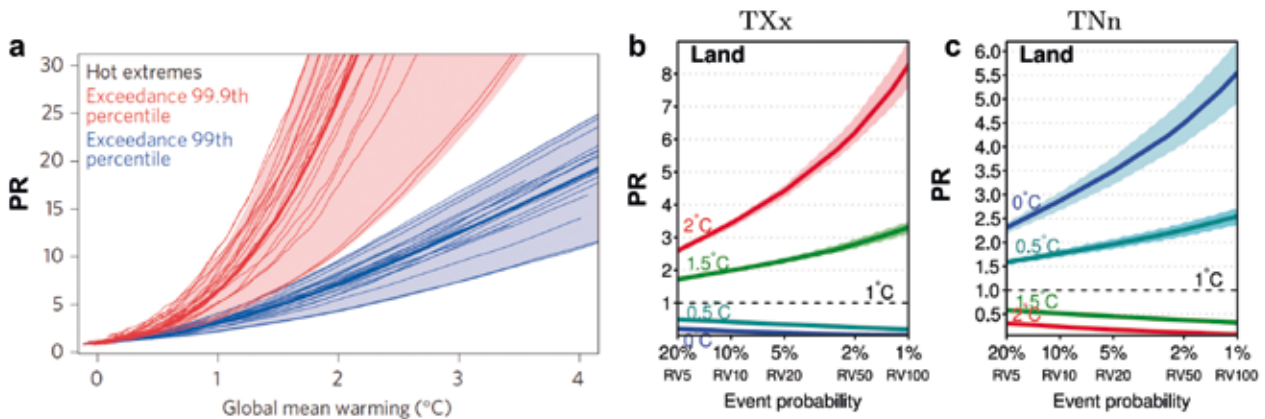 a
30
25
20
15
10
5
0
PR
Hot extremes
Exceedance 99.9th
percentile
Exceedance 99th
percentile
0 1 2 3 4
Global mean warming (°C)
TXx
b
Land
8
7
6
5
4
3
2
1
PR
2°C
1.5°C
1°C
0.5°C
0°C
20% 10% 5% 2% 1%
RV5 RV10 RV20 RV50 RV100
Event probability
TNn
c
Land
6.0
5.5
5.0
4.5
4.0
3.5
3.0
2.5
2.0
1.5
1.0
0.5
PR
0°C
0.5°C
1°C
1.5°C
2°C
20% 10% 5% 2% 1%
RV5 RV10 RV20 RV50 RV100
Event probability